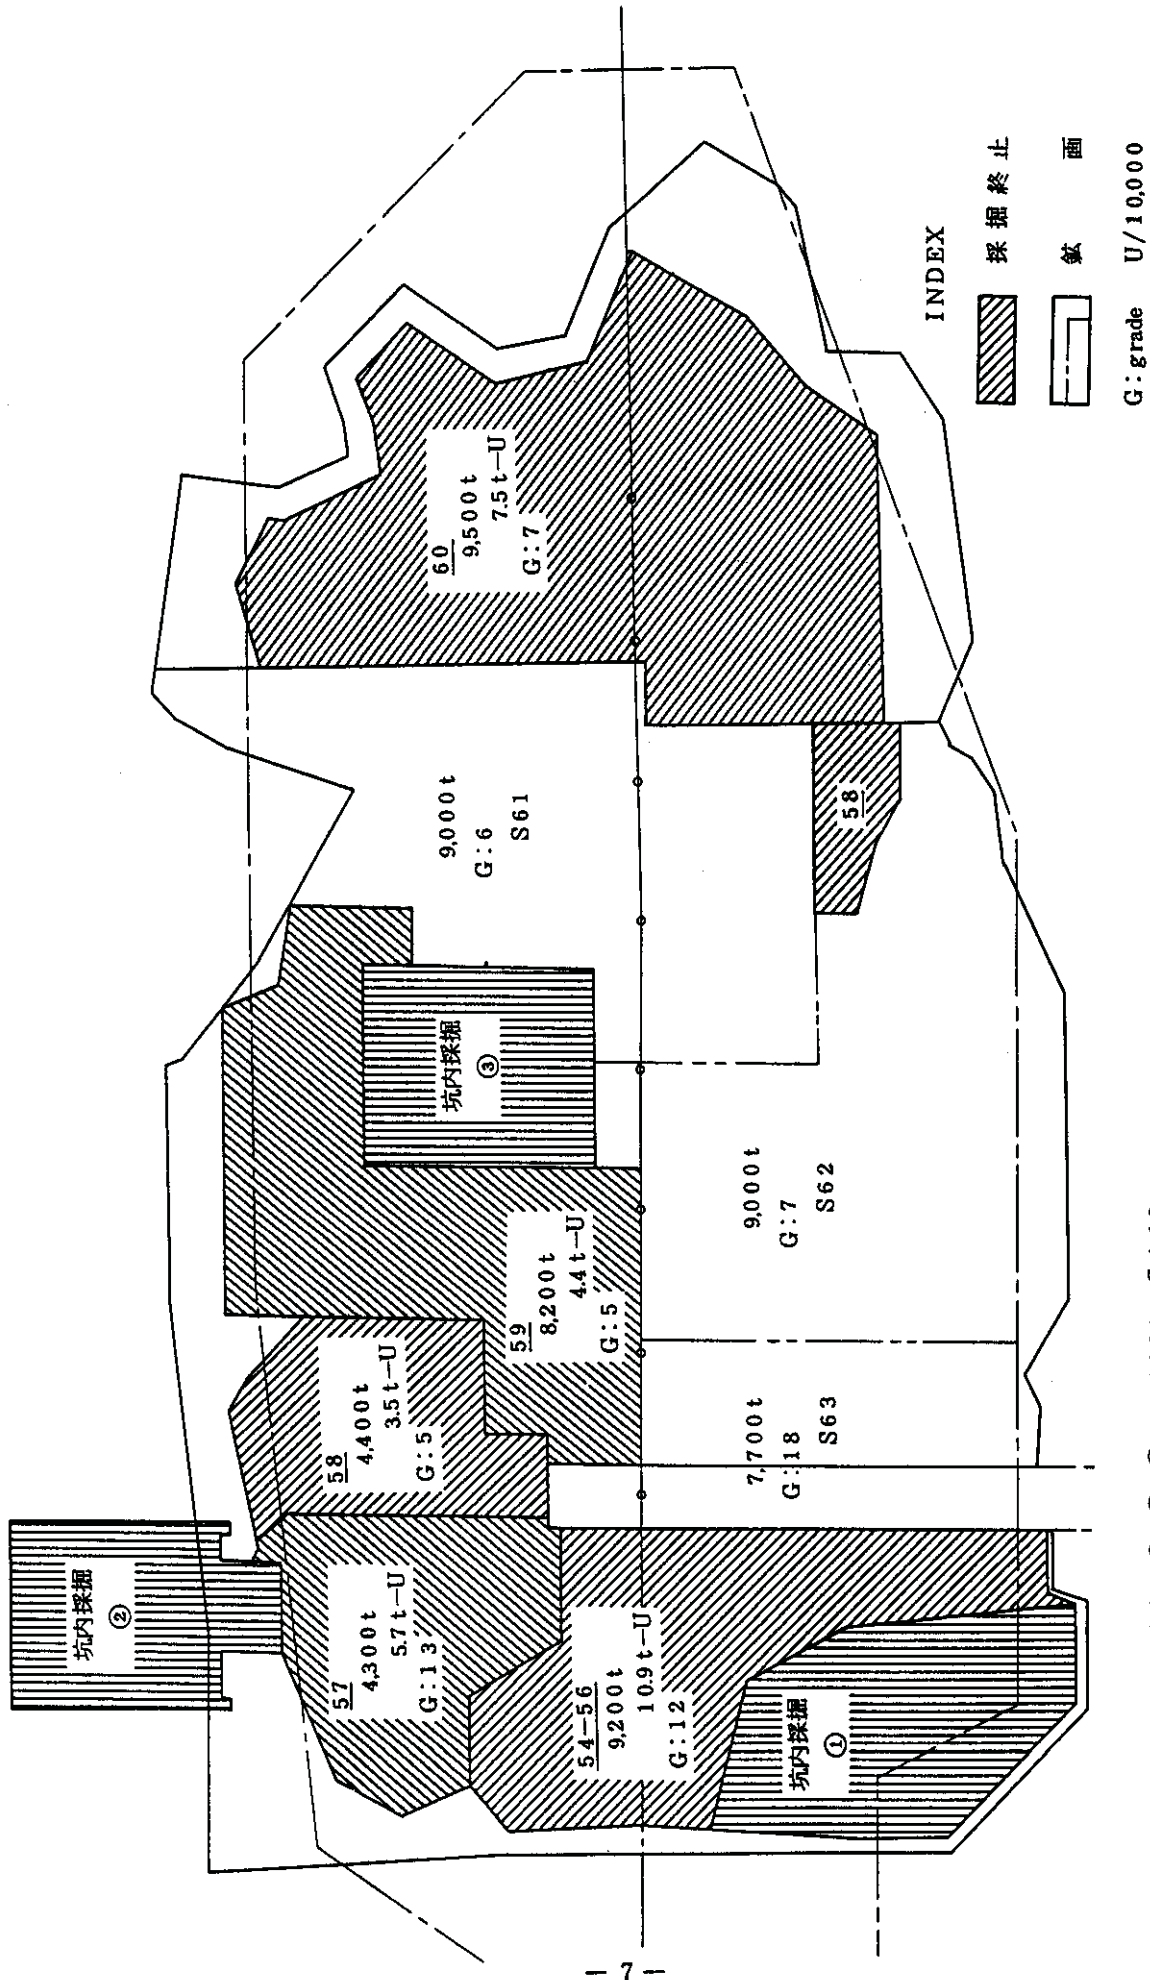 坑内採掘
②
57
4,300t
5.7t-U
G:13
58
4,400t
3.5t-U
G:5
54-56
9,200t
10.9t-U
G:12
坑内採掘
①
59
8,200t
4.4t-U
G:5
坑内採掘
③
7,700t
G:18
S63
9,000t
G:7
S62
9,000t
G:6
S61
58
60
9,500t
7.5t-U
G:7
INDEX
採掘終止
鉱画
G:grade U/10,000
- 7 -